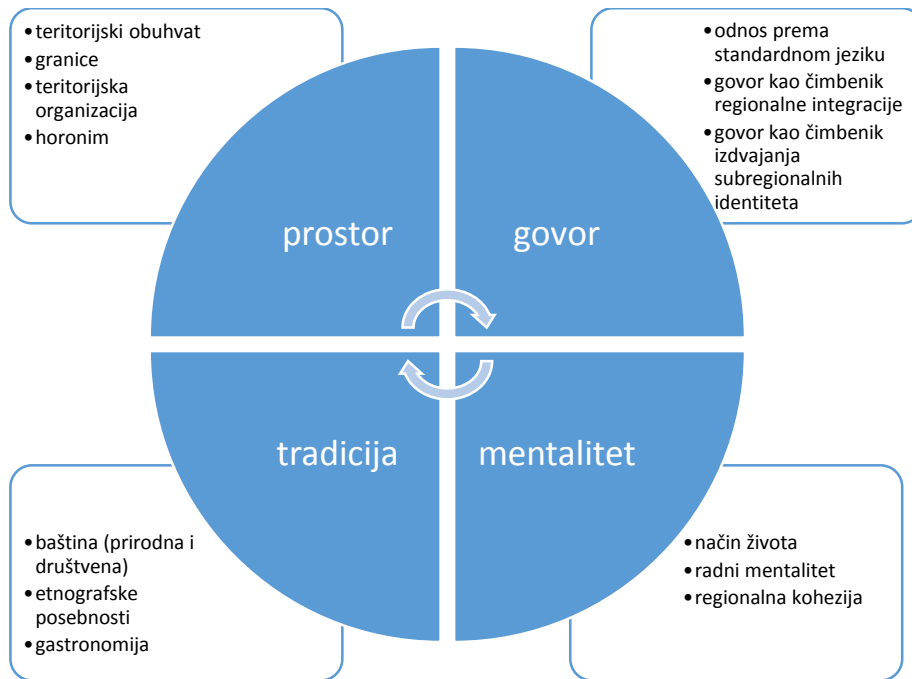 •teritorijski obuhvat
•granice
•teritorijska
organizacija
•horonim
•odnos prema
standardnom jeziku
•govor kao čimbenik
regionalne integracije
•govor kao čimbenik
izdvajanja
subregionalnih
identiteta
prostor
govor
tradicija
mentalitet
•baština (prirodna i
društvena)
•etnografske
posebnosti
•gastronomija
•način života
•radni mentalitet
•regionalna kohezija